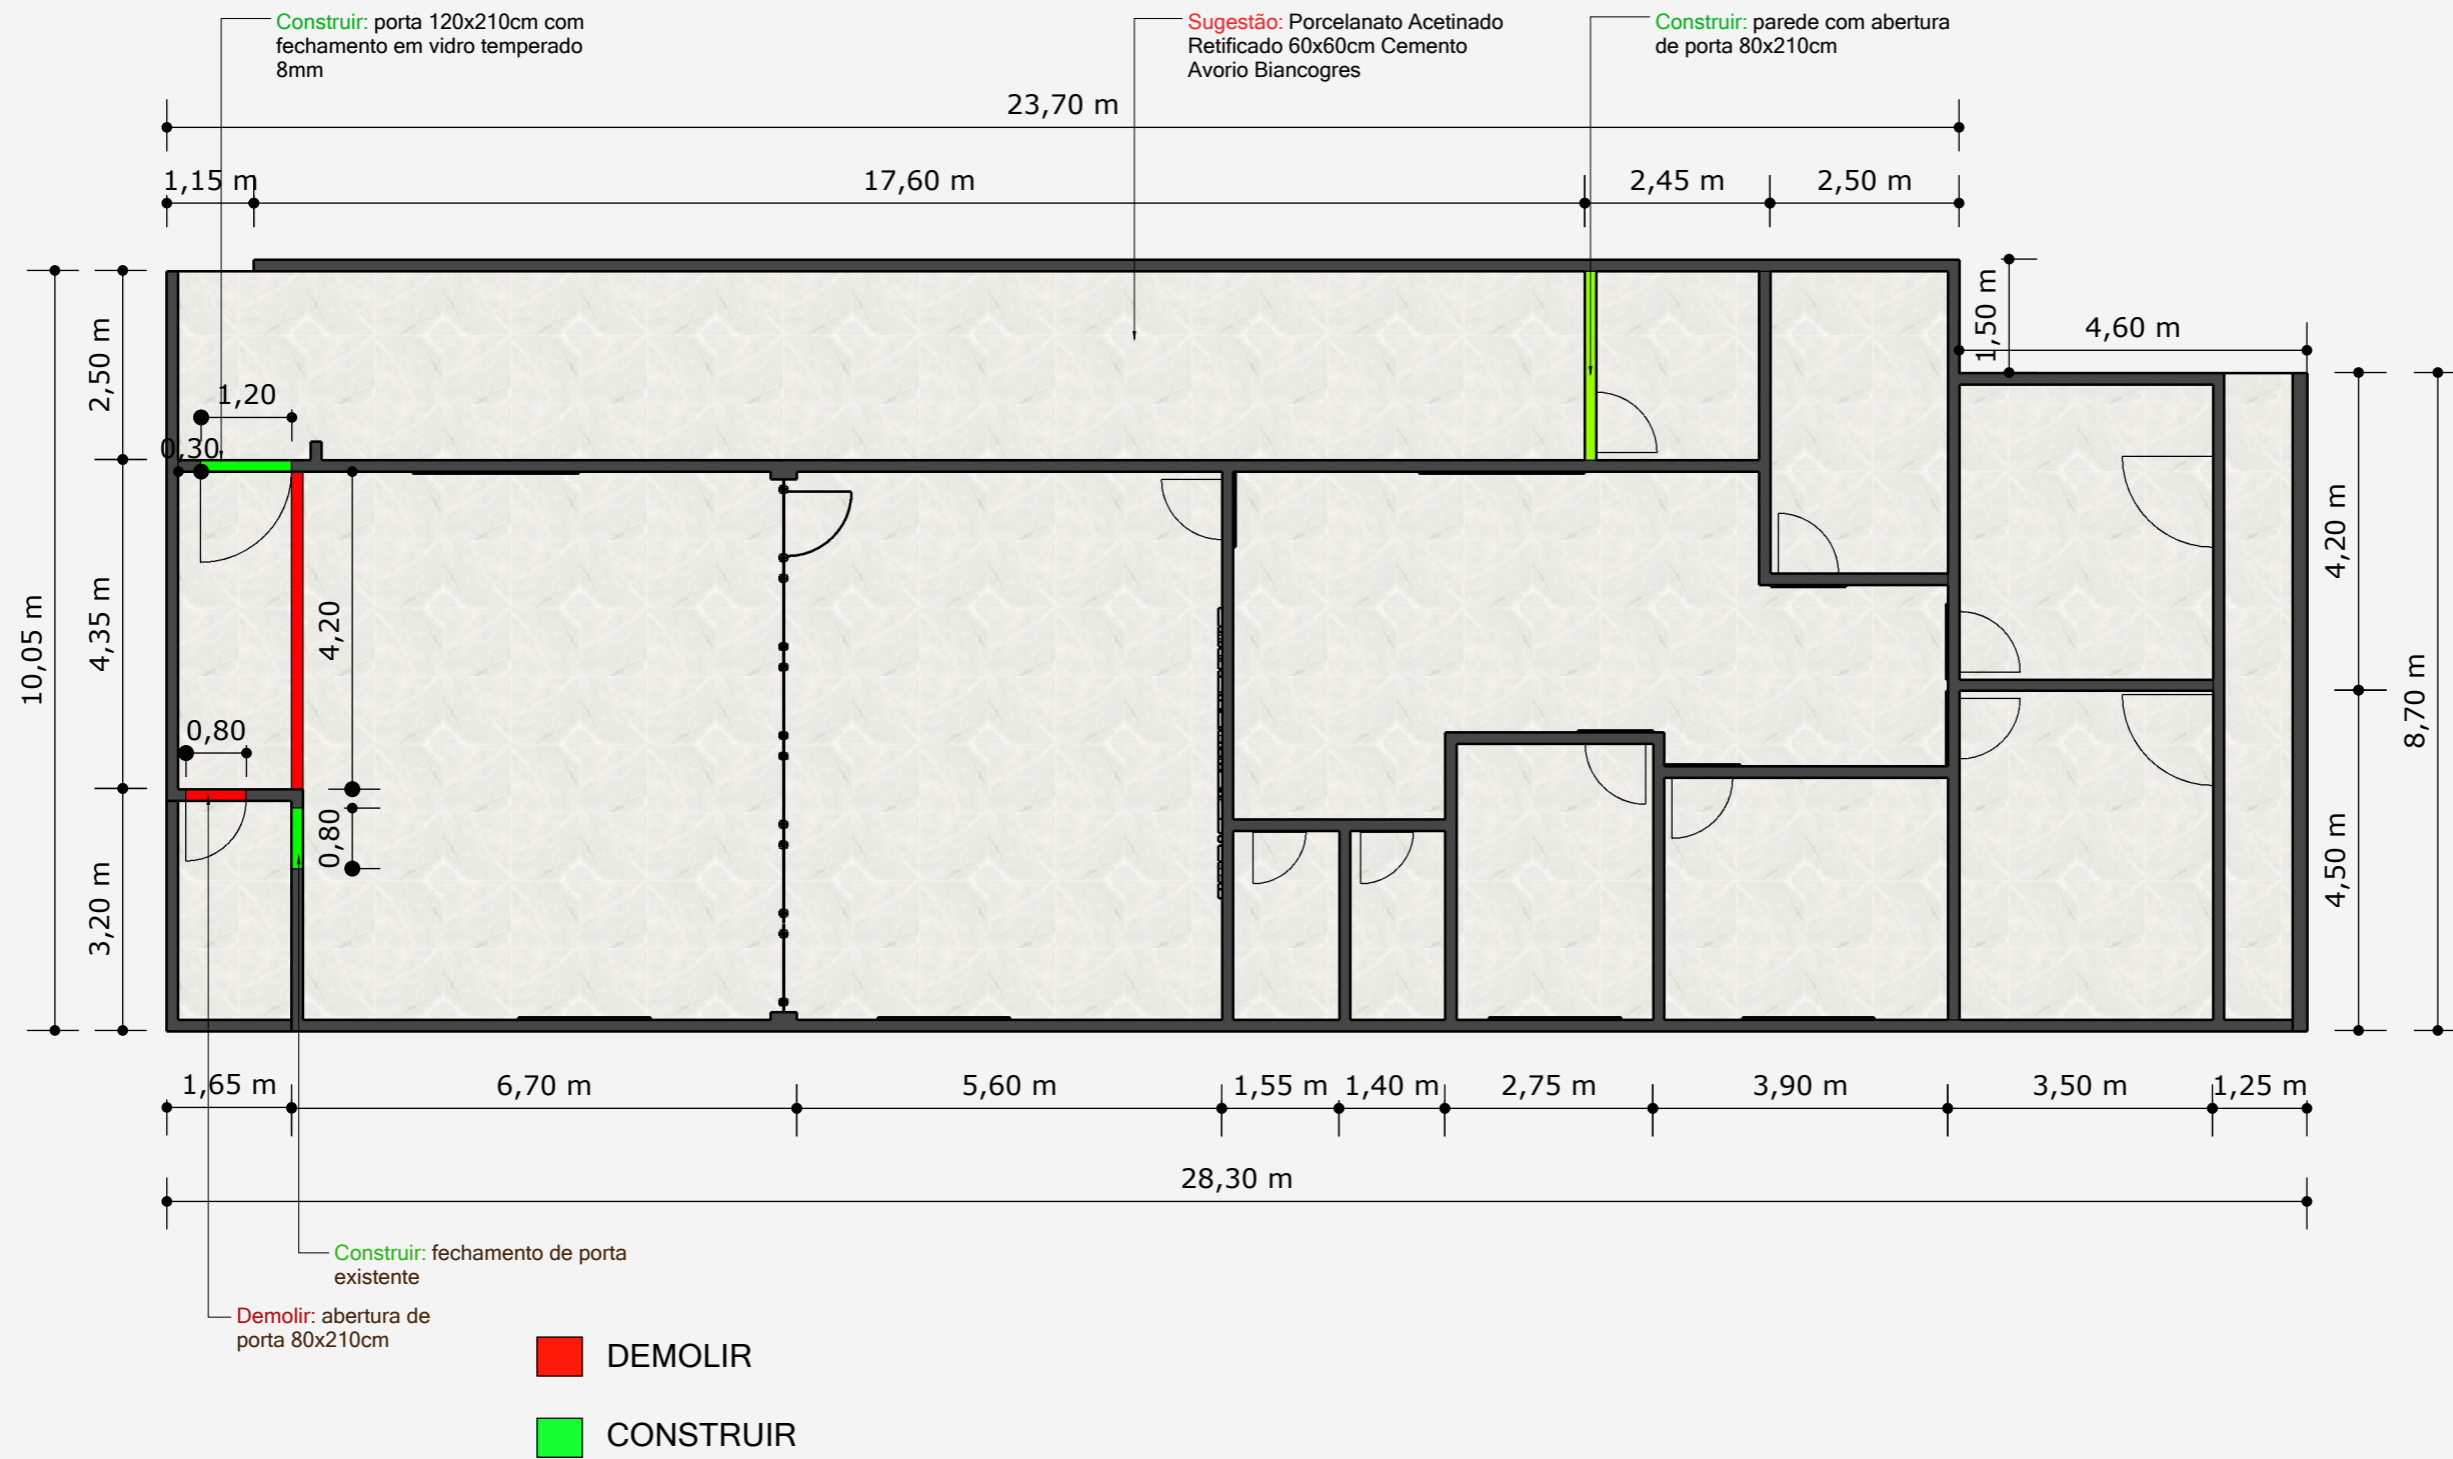 Construir: porta 120x210cm com
fechamento em vidro temperado
8mm
Sugestão: Porcelanato Acetinado
Retificado 60x60cm Cemento
Avorio Biancogres
Construir: parede com abertura
de porta 80x210cm
23,70 m
1,15 m
17,60 m
2,45 m
2,50 m
1,50 m
4,60 m
2,50 m
1,20
0,30
4,35 m
10,05 m
4,20
0,80
0,80
3,20 m
4,20 m
8,70 m
4,50 m
1,65 m
6,70 m
5,60 m
1,55 m
1,40 m
2,75 m
3,90 m
3,50 m
1,25 m
28,30 m
Construir: fechamento de porta
existente
Demolir: abertura de
porta 80x210cm
DEMOLIR
CONSTRUIR